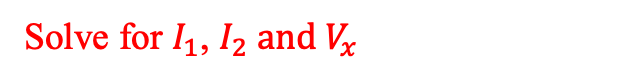 Solve for I₁, I₂ and Vₓ